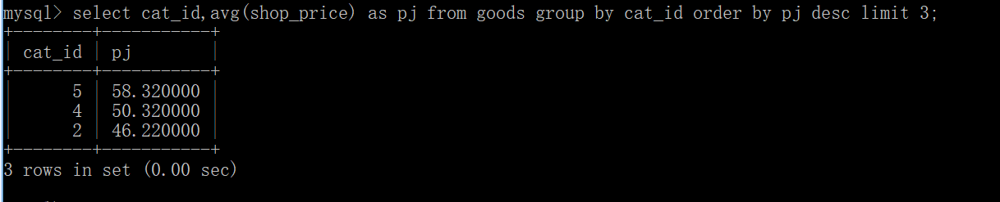 mysql> select cat_id,avg(shop_price) as pj from goods group by cat_id order by pj desc limit 3;
+--------+-----------+
| cat_id | pj        |
+--------+-----------+
|      5 | 58.320000 |
|      4 | 50.320000 |
|      2 | 46.220000 |
+--------+-----------+
3 rows in set (0.00 sec)